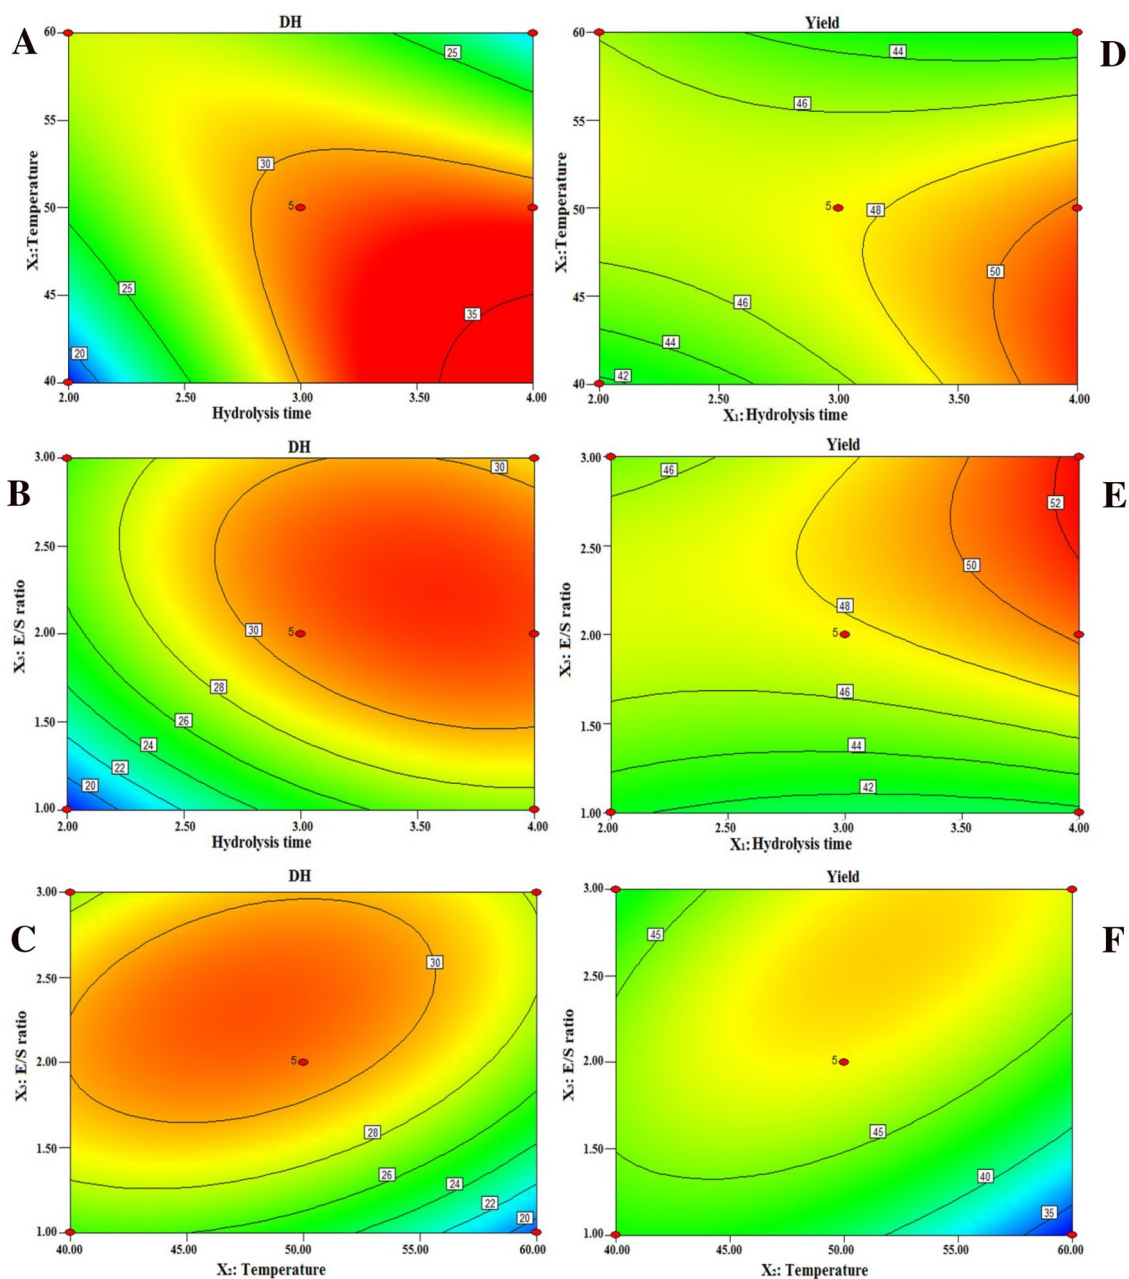 A
DH
60
55
50
45
40
X₂:Temperature
25
30
5
25
35
20
2.00 2.50 3.00 3.50 4.00
Hydrolysis time
Yield
D
60
55
50
45
40
X₂:Temperature
44
46
5
48
50
46
44
42
2.00 2.50 3.00 3.50 4.00
X₁: Hydrolysis time
B
DH
3.00
2.50
2.00
1.50
1.00
X₃: E/S ratio
30
30
5
28
26
24
22
20
2.00 2.50 3.00 3.50 4.00
Hydrolysis time
Yield
E
3.00
2.50
2.00
1.50
1.00
X₃: E/S ratio
46
52
50
48
5
46
44
42
2.00 2.50 3.00 3.50 4.00
X₁: Hydrolysis time
C
DH
3.00
2.50
2.00
1.50
1.00
X₃: E/S ratio
30
5
28
26
24
22
20
40.00 45.00 50.00 55.00 60.00
X₂: Temperature
Yield
F
3.00
2.50
2.00
1.50
1.00
X₃: E/S ratio
45
5
45
40
35
40.00 45.00 50.00 55.00 60.00
X₂: Temperature